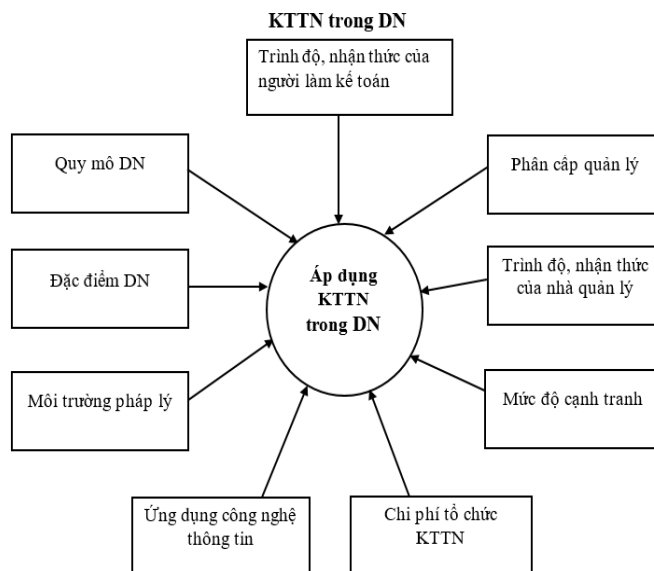 KTTN trong DN
Trình độ, nhận thức của
người làm kế toán
Quy mô DN
Phân cấp quản lý
Đặc điểm DN
Áp dụng
KTTN
trong DN
Trình độ, nhận thức
của nhà quản lý
Môi trường pháp lý
Mức độ cạnh tranh
Ứng dụng công nghệ
thông tin
Chi phí tổ chức
KTTN